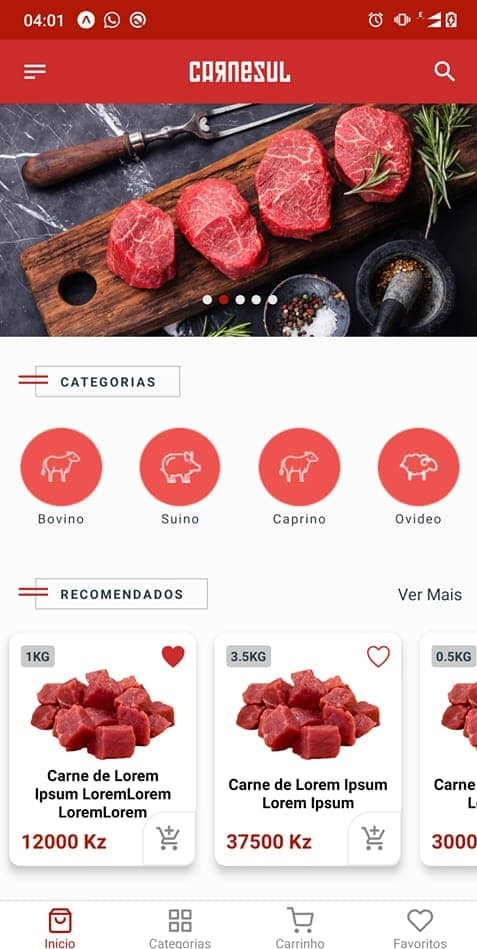 04:01
CARNESUL
CATEGORIAS
Bovino
Suino
Caprino
Ovideo
RECOMENDADOS
Ver Mais
1KG
3.5KG
0.5KG
Carne de Lorem
Ipsum LoremLorem
LoremLorem
12000 Kz
Carne de Lorem Ipsum
Lorem Ipsum
37500 Kz
Carne
3000
Inicio
Categorias
Carrinho
Favoritos